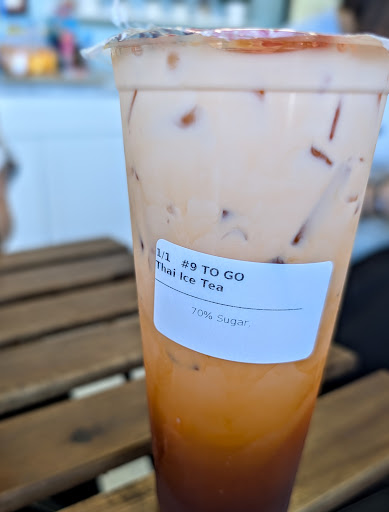 1/1 #9 TO GO
Thai Ice Tea
70% Sugar